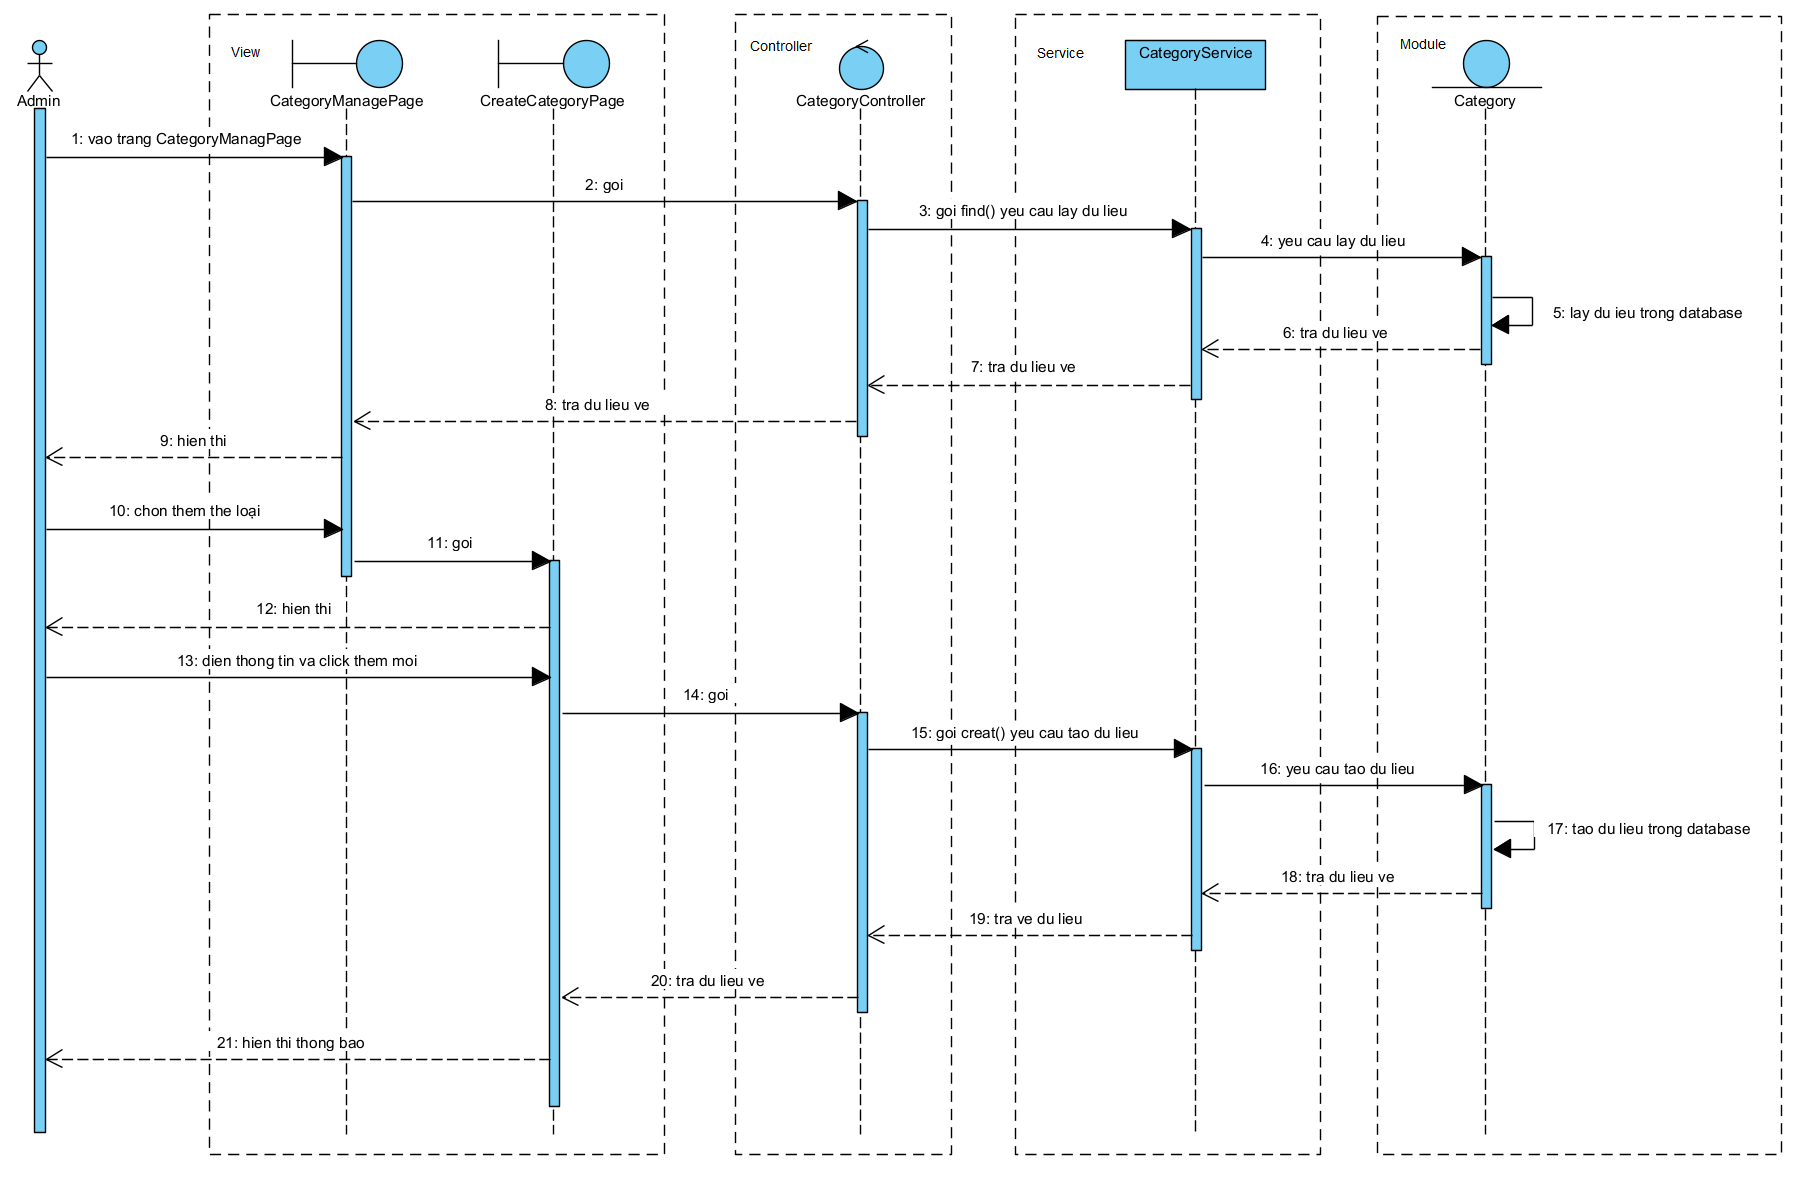 View
Controller
Service
CategoryService
Module
Admin
CategoryManagePage
CreateCategoryPage
CategoryController
Category
1: vao trang CategoryManagPage
2: goi
3: goi find() yeu cau lay du lieu
4: yeu cau lay du lieu
5: lay du ieu trong database
6: tra du lieu ve
7: tra du lieu ve
8: tra du lieu ve
9: hien thi
10: chon them the loại
11: goi
12: hien thi
13: dien thong tin va click them moi
14: goi
15: goi creat() yeu cau tao du lieu
16: yeu cau tao du lieu
17: tao du lieu trong database
18: tra du lieu ve
19: tra ve du lieu
20: tra du lieu ve
21: hien thi thong bao